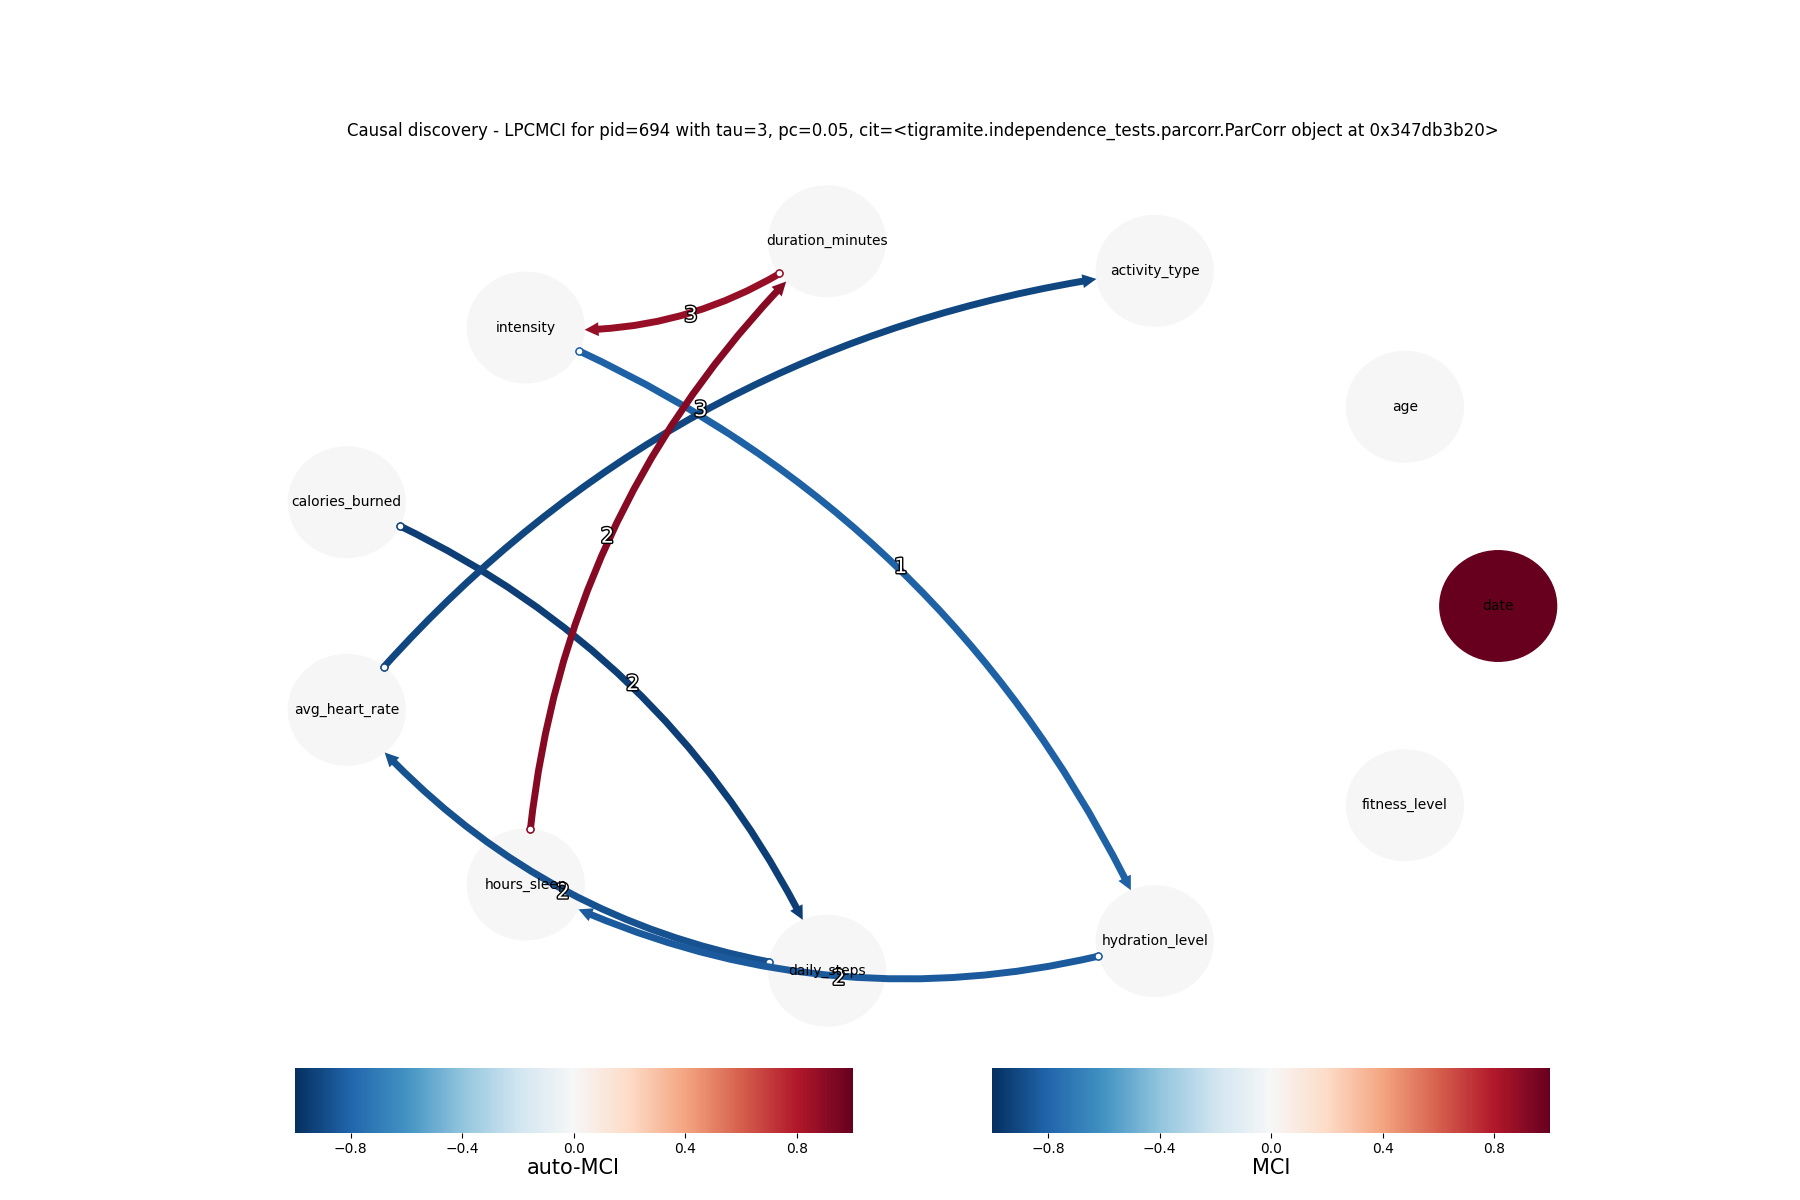 Causal discovery - LPCMCI for pid=694 with tau=3, pc=0.05, cit=<tigramite.independence_tests.parcorr.ParCorr object at 0x347db3b20>
duration_minutes
activity_type
intensity
3
age
3
calories_burned
2
1
date
2
avg_heart_rate
fitness_level
hours_sleep
2
hydration_level
daily_steps
2
−0.8 −0.4 0.0 0.4 0.8
auto-MCI
−0.8 −0.4 0.0 0.4 0.8
MCI